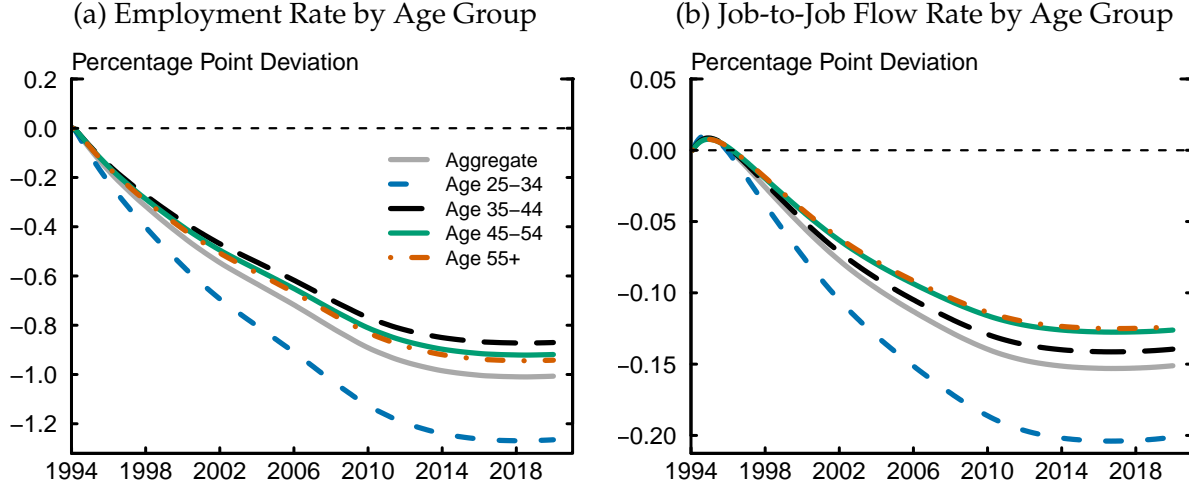 (a) Employment Rate by Age Group
Percentage Point Deviation
0.2
0.0
−0.2
−0.4
−0.6
−0.8
−1.0
−1.2
Aggregate
Age 25−34
Age 35−44
Age 45−54
Age 55+
1994 1998 2002 2006 2010 2014 2018
(b) Job-to-Job Flow Rate by Age Group
Percentage Point Deviation
0.05
0.00
−0.05
−0.10
−0.15
−0.20
1994 1998 2002 2006 2010 2014 2018